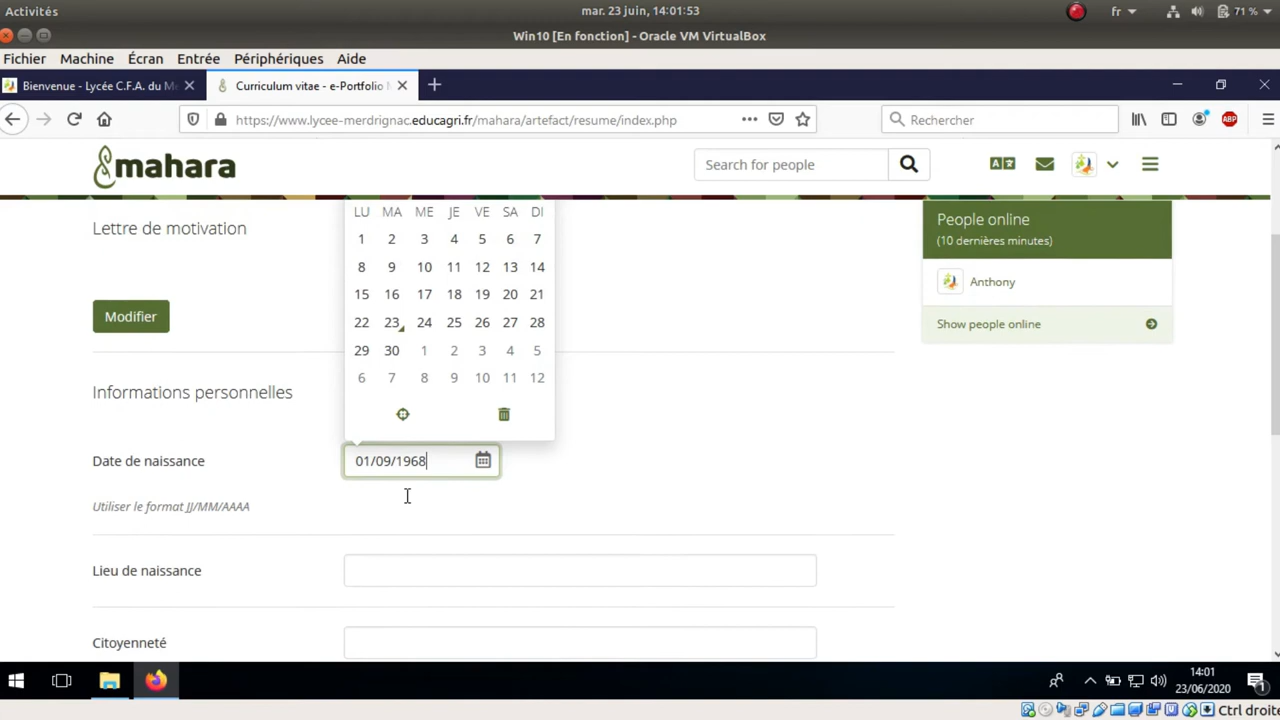 Activités
mar. 23 juin, 14:01:53
fr
71 %
Win10 [En fonction] - Oracle VM VirtualBox
Fichier Machine Écran Entrée Périphériques Aide
Bienvenue - Lycée C.F.A. du Me
Curriculum vitae - e-Portfolio
https://www.lycee-merdrignac.educagri.fr/mahara/artefact/resume/index.php
Rechercher
ABP
mahara
Search for people
Lettre de motivation
Modifier
LU MA ME JE VE SA DI
1 2 3 4 5 6 7
8 9 10 11 12 13 14
15 16 17 18 19 20 21
22 23 24 25 26 27 28
29 30 1 2 3 4 5
6 7 8 9 10 11 12
People online
(10 dernières minutes)
Anthony
Show people online
Informations personnelles
Date de naissance
01/09/1968
Utiliser le format JJ/MM/AAAA
Lieu de naissance
Citoyenneté
14:01
23/06/2020
1
Ctrl droite